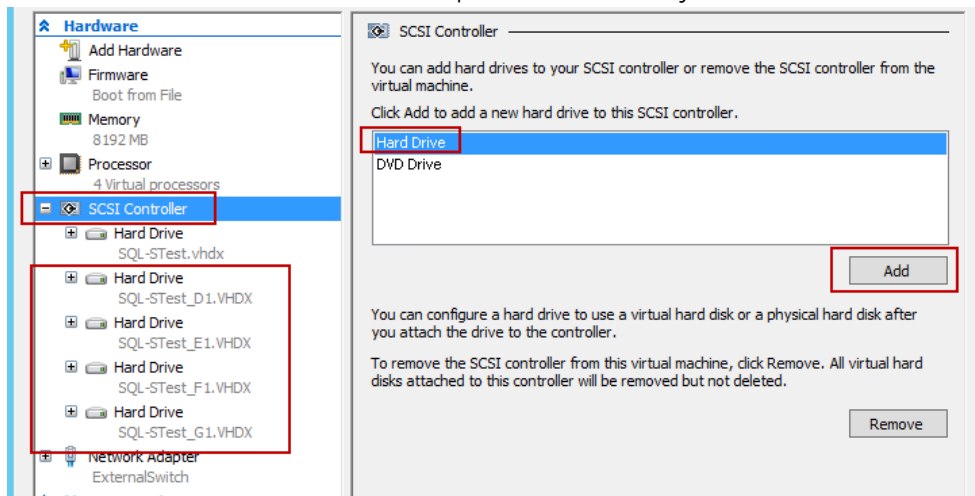 Hardware
Add Hardware
Firmware
Boot from File
Memory
8192 MB
Processor
4 Virtual processors
SCSI Controller
Hard Drive
SQL-STest.vhdx
Hard Drive
SQL-STest_D1.VHDX
Hard Drive
SQL-STest_E1.VHDX
Hard Drive
SQL-STest_F1.VHDX
Hard Drive
SQL-STest_G1.VHDX
Network Adapter
ExternalSwitch
SCSI Controller
You can add hard drives to your SCSI controller or remove the SCSI controller from the
virtual machine.
Click Add to add a new hard drive to this SCSI controller.
Hard Drive
DVD Drive
Add
You can configure a hard drive to use a virtual hard disk or a physical hard disk after
you attach the drive to the controller.
To remove the SCSI controller from this virtual machine, click Remove. All virtual hard
disks attached to this controller will be removed but not deleted.
Remove